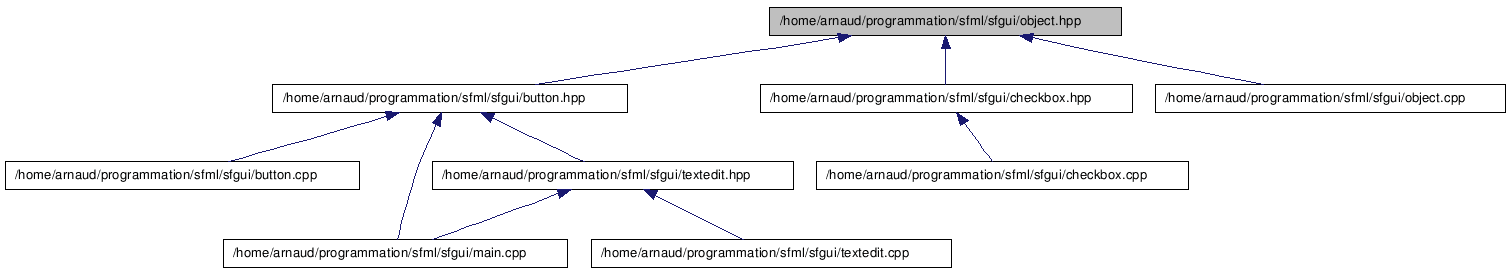 /home/arnaud/programmation/sfml/sfgui/object.hpp
/home/arnaud/programmation/sfml/sfgui/button.hpp
/home/arnaud/programmation/sfml/sfgui/checkbox.hpp
/home/arnaud/programmation/sfml/sfgui/object.cpp
/home/arnaud/programmation/sfml/sfgui/button.cpp
/home/arnaud/programmation/sfml/sfgui/textedit.hpp
/home/arnaud/programmation/sfml/sfgui/checkbox.cpp
/home/arnaud/programmation/sfml/sfgui/main.cpp
/home/arnaud/programmation/sfml/sfgui/textedit.cpp